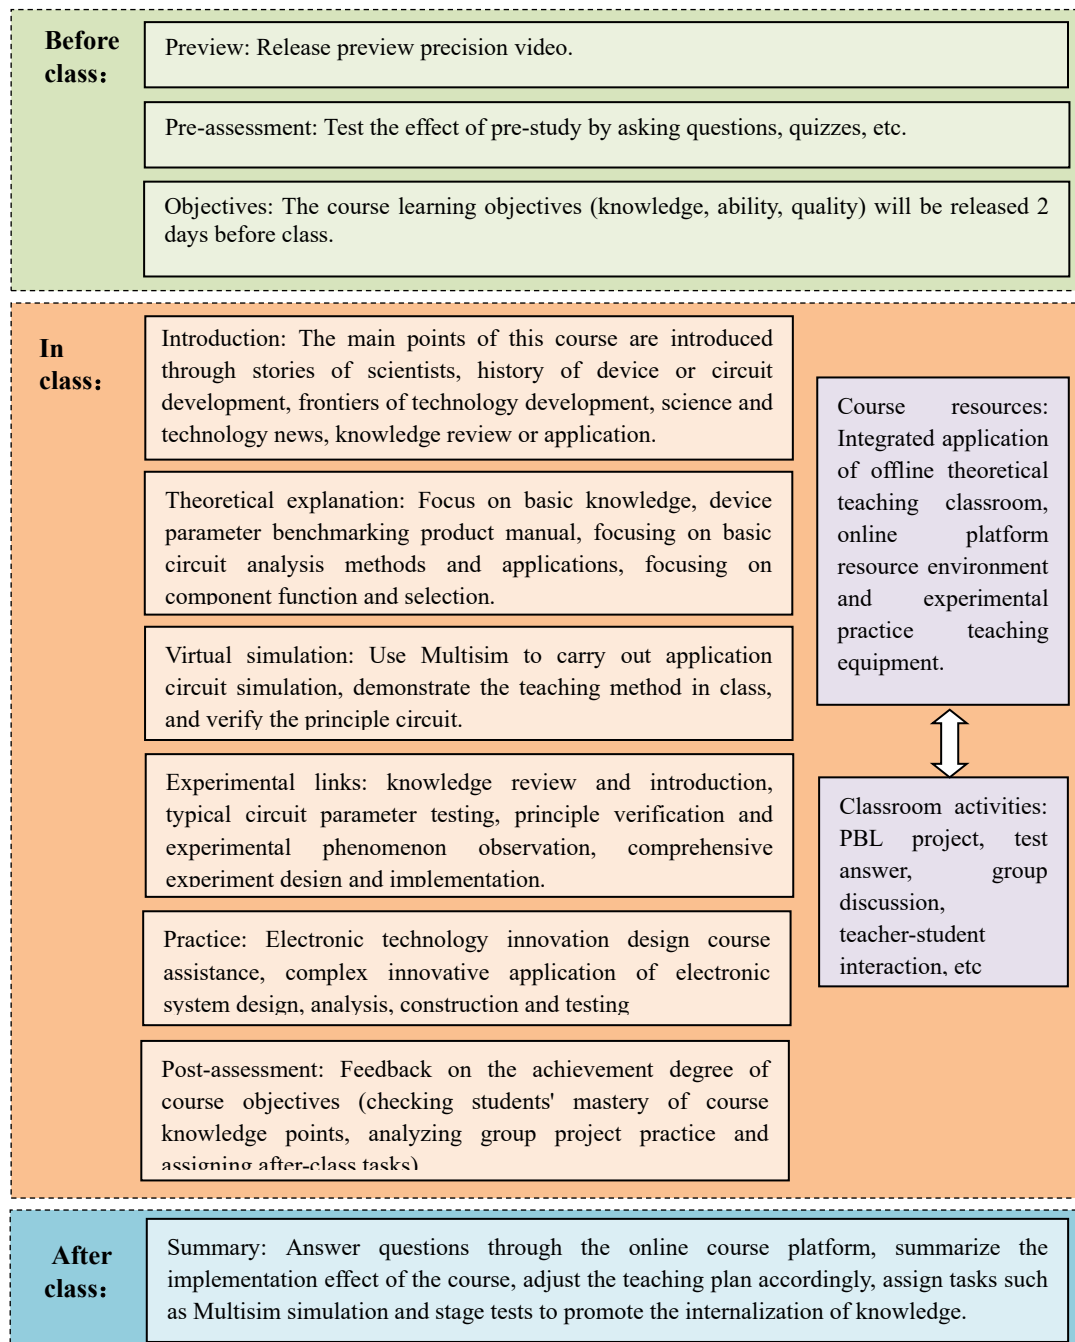 Before
class：
Preview: Release preview precision video.
Pre-assessment: Test the effect of pre-study by asking questions, quizzes, etc.
Objectives: The course learning objectives (knowledge, ability, quality) will be released 2
days before class.
In
class：
Introduction: The main points of this course are introduced
through stories of scientists, history of device or circuit
development, frontiers of technology development, science and
technology news, knowledge review or application.
Theoretical explanation: Focus on basic knowledge, device
parameter benchmarking product manual, focusing on basic
circuit analysis methods and applications, focusing on
component function and selection.
Virtual simulation: Use Multisim to carry out application
circuit simulation, demonstrate the teaching method in class,
and verify the principle circuit.
Experimental links: knowledge review and introduction,
typical circuit parameter testing, principle verification and
experimental phenomenon observation, comprehensive
experiment design and implementation.
Practice: Electronic technology innovation design course
assistance, complex innovative application of electronic
system design, analysis, construction and testing
Post-assessment: Feedback on the achievement degree of
course objectives (checking students' mastery of course
knowledge points, analyzing group project practice and
assigning after-class tasks)
Course resources:
Integrated application
of offline theoretical
teaching classroom,
online platform
resource environment
and experimental
practice teaching
equipment.
Classroom activities:
PBL project, test
answer, group
discussion,
teacher-student
interaction, etc
After
class：
Summary: Answer questions through the online course platform, summarize the
implementation effect of the course, adjust the teaching plan accordingly, assign tasks such
as Multisim simulation and stage tests to promote the internalization of knowledge.